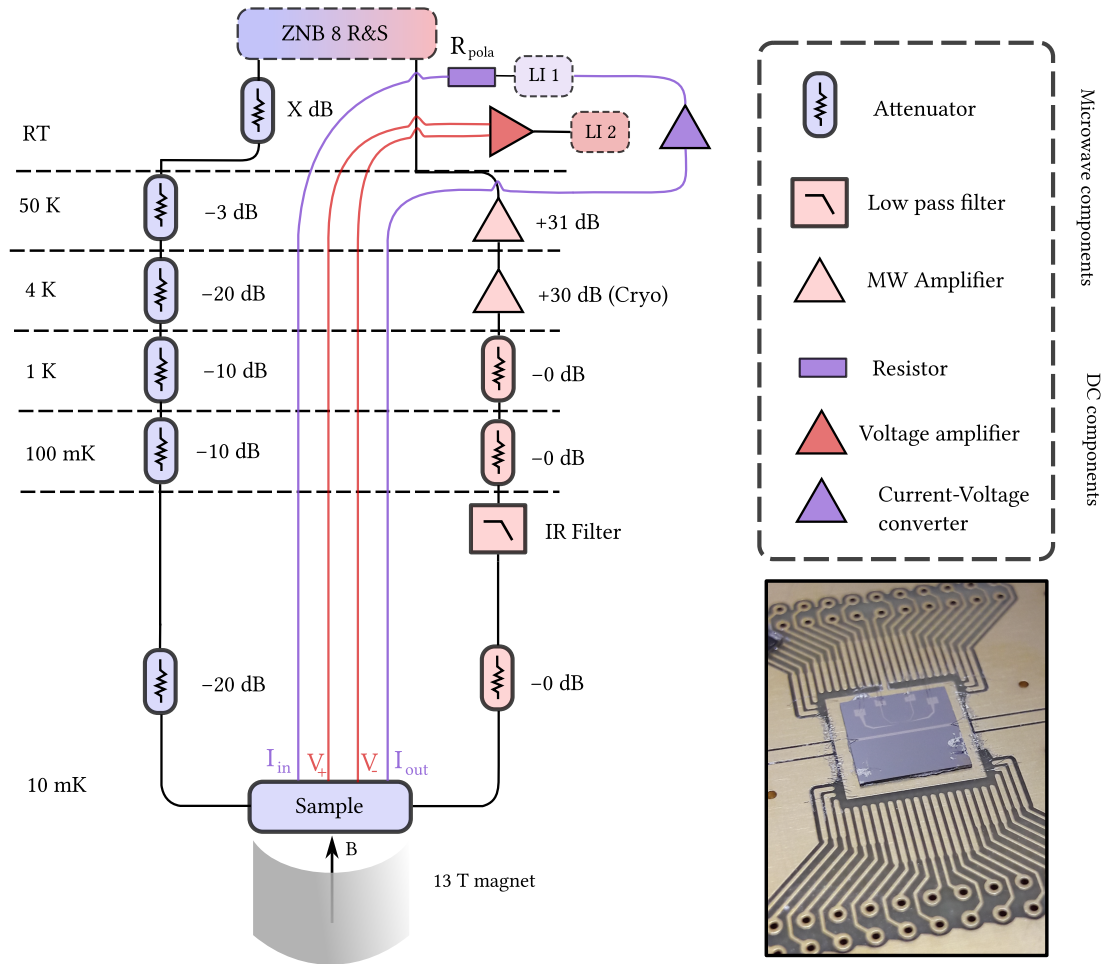 ZNB 8 R&S
R_pola
LI 1
X dB
LI 2
RT
50 K
−3 dB
+31 dB
4 K
−20 dB
+30 dB (Cryo)
1 K
−10 dB
−0 dB
100 mK
−10 dB
−0 dB
IR Filter
−20 dB
−0 dB
I_in V_+ V_- I_out
10 mK
Sample
B
13 T magnet
Attenuator
Low pass filter
MW Amplifier
Resistor
Voltage amplifier
Current-Voltage
converter
Microwave components
DC components